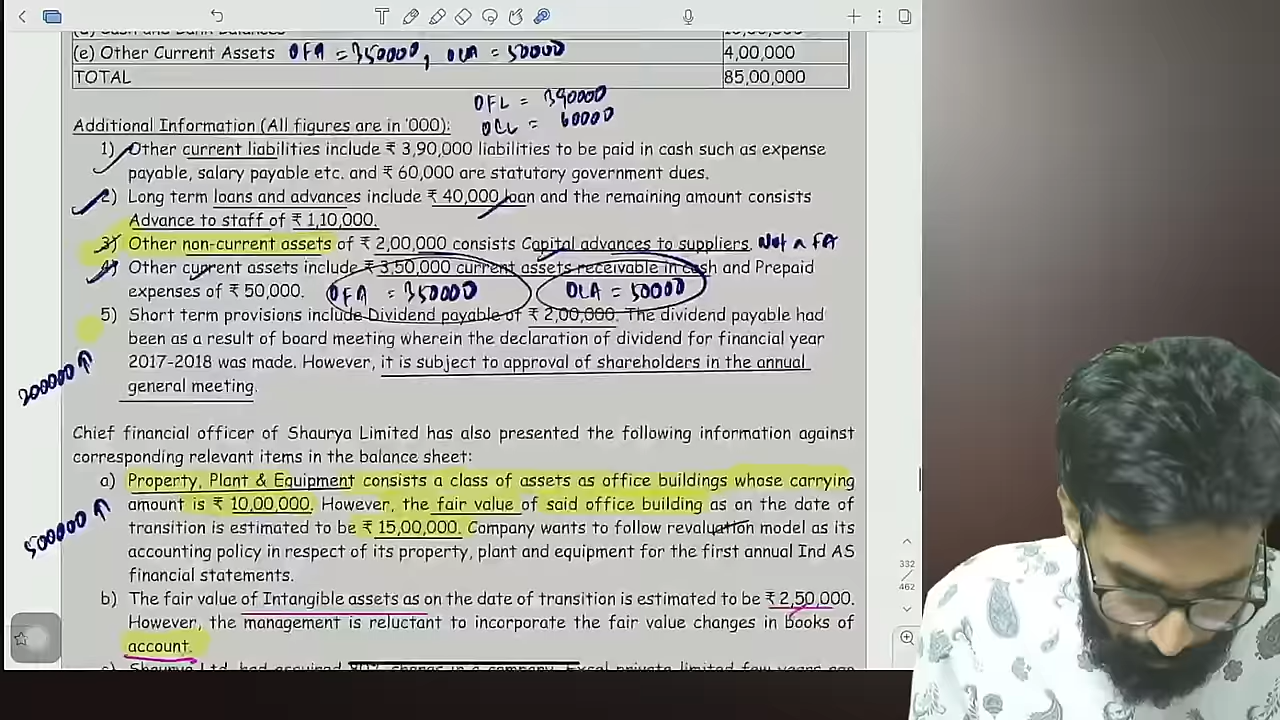 (e) Other Current Assets OFA = 350000, OCA = 50000 4,00,000
TOTAL 85,00,000
OFL = 390000
Additional Information (All figures are in '000): OCL = 60000
1) Other current liabilities include ₹ 3,90,000 liabilities to be paid in cash such as expense
payable, salary payable etc. and ₹ 60,000 are statutory government dues.
2) Long term loans and advances include ₹ 40,000 loan and the remaining amount consists
Advance to staff of ₹ 1,10,000.
3) Other non-current assets of ₹ 2,00,000 consists Capital advances to suppliers. Not a FA
4) Other current assets include ₹ 3,50,000 current assets receivable in cash and Prepaid
expenses of ₹ 50,000. OFA = 350000 OCA = 50000
5) Short term provisions include Dividend payable of ₹ 2,00,000. The dividend payable had
been as a result of board meeting wherein the declaration of dividend for financial year
200000 ↑ 2017-2018 was made. However, it is subject to approval of shareholders in the annual
general meeting.
Chief financial officer of Shaurya Limited has also presented the following information against
corresponding relevant items in the balance sheet:
a) Property, Plant & Equipment consists a class of assets as office buildings whose carrying
amount is ₹ 10,00,000. However, the fair value of said office building as on the date of
500000 ↑ transition is estimated to be ₹ 15,00,000. Company wants to follow revaluation model as its
accounting policy in respect of its property, plant and equipment for the first annual Ind AS
financial statements.
b) The fair value of Intangible assets as on the date of transition is estimated to be ₹ 2,50,000.
However, the management is reluctant to incorporate the fair value changes in books of
account.
332
/
462